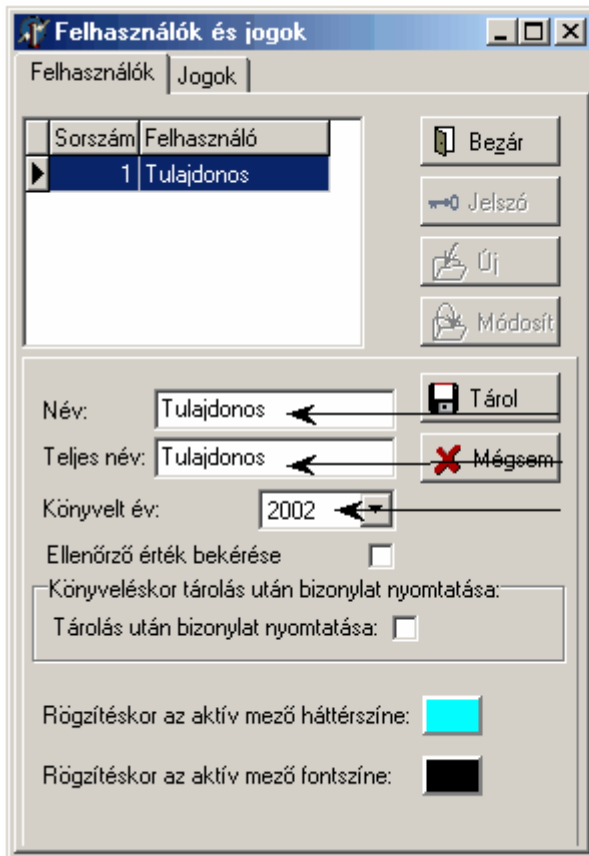 Felhasználók és jogok
Felhasználók Jogok
Sorszám Felhasználó
1 Tulajdonos
Bezár
Jelszó
Új
Módosít
Név: Tulajdonos
Tárol
Teljes név: Tulajdonos
Mégsem
Könyvelt év: 2002
Ellenőrző érték bekérése
Könyveléskor tárolás után bizonylat nyomtatása:
Tárolás után bizonylat nyomtatása:
Rögzítéskor az aktív mező háttérszíne:
Rögzítéskor az aktív mező fontszíne: